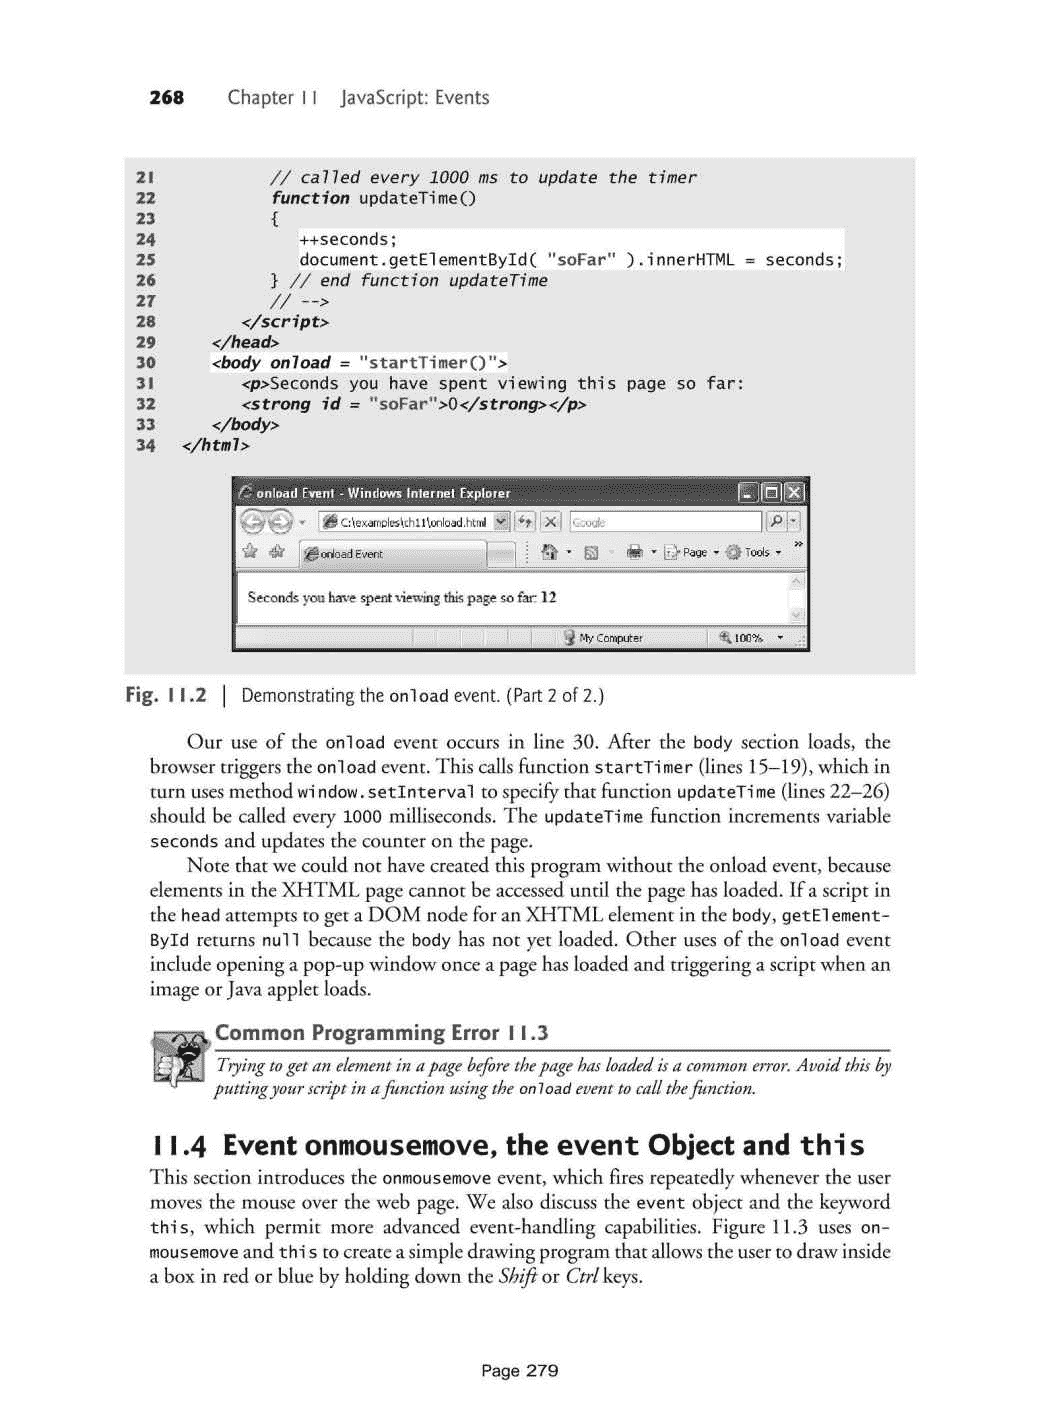 268 Chapter 11 JavaScript: Events
21 // called every 1000 ms to update the timer
22 function updateTime()
23 {
24 ++seconds;
25 document.getElementById( "soFar" ).innerHTML = seconds;
26 } // end function updateTime
27 // -->
28 </script>
29 </head>
30 <body onload = "startTimer()">
31 <p>Seconds you have spent viewing this page so far:
32 <strong id = "soFar">0</strong></p>
33 </body>
34 </html>
onload Event - Windows Internet Explorer
C:\examples\ch11\onload.html Google
onload Event Page Tools »
Seconds you have spent viewing this page so far: 12
My Computer 100%
Fig. 11.2 | Demonstrating the onload event. (Part 2 of 2.)
Our use of the onload event occurs in line 30. After the body section loads, the
browser triggers the onload event. This calls function startTimer (lines 15–19), which in
turn uses method window.setInterval to specify that function updateTime (lines 22–26)
should be called every 1000 milliseconds. The updateTime function increments variable
seconds and updates the counter on the page.
Note that we could not have created this program without the onload event, because
elements in the XHTML page cannot be accessed until the page has loaded. If a script in
the head attempts to get a DOM node for an XHTML element in the body, getElement-
ById returns null because the body has not yet loaded. Other uses of the onload event
include opening a pop-up window once a page has loaded and triggering a script when an
image or Java applet loads.
Common Programming Error 11.3
Trying to get an element in a page before the page has loaded is a common error. Avoid this by
putting your script in a function using the onload event to call the function.
11.4 Event onmousemove, the event Object and this
This section introduces the onmousemove event, which fires repeatedly whenever the user
moves the mouse over the web page. We also discuss the event object and the keyword
this, which permit more advanced event-handling capabilities. Figure 11.3 uses on-
mousemove and this to create a simple drawing program that allows the user to draw inside
a box in red or blue by holding down the Shift or Ctrl keys.
Page 279